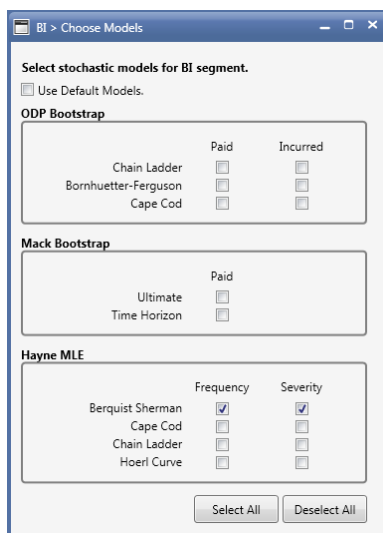 BI > Choose Models
Select stochastic models for BI segment.
Use Default Models.
ODP Bootstrap
Paid Incurred
Chain Ladder
Bornhuetter-Ferguson
Cape Cod
Mack Bootstrap
Paid
Ultimate
Time Horizon
Hayne MLE
Frequency Severity
Berquist Sherman
Cape Cod
Chain Ladder
Hoerl Curve
Select All Deselect All